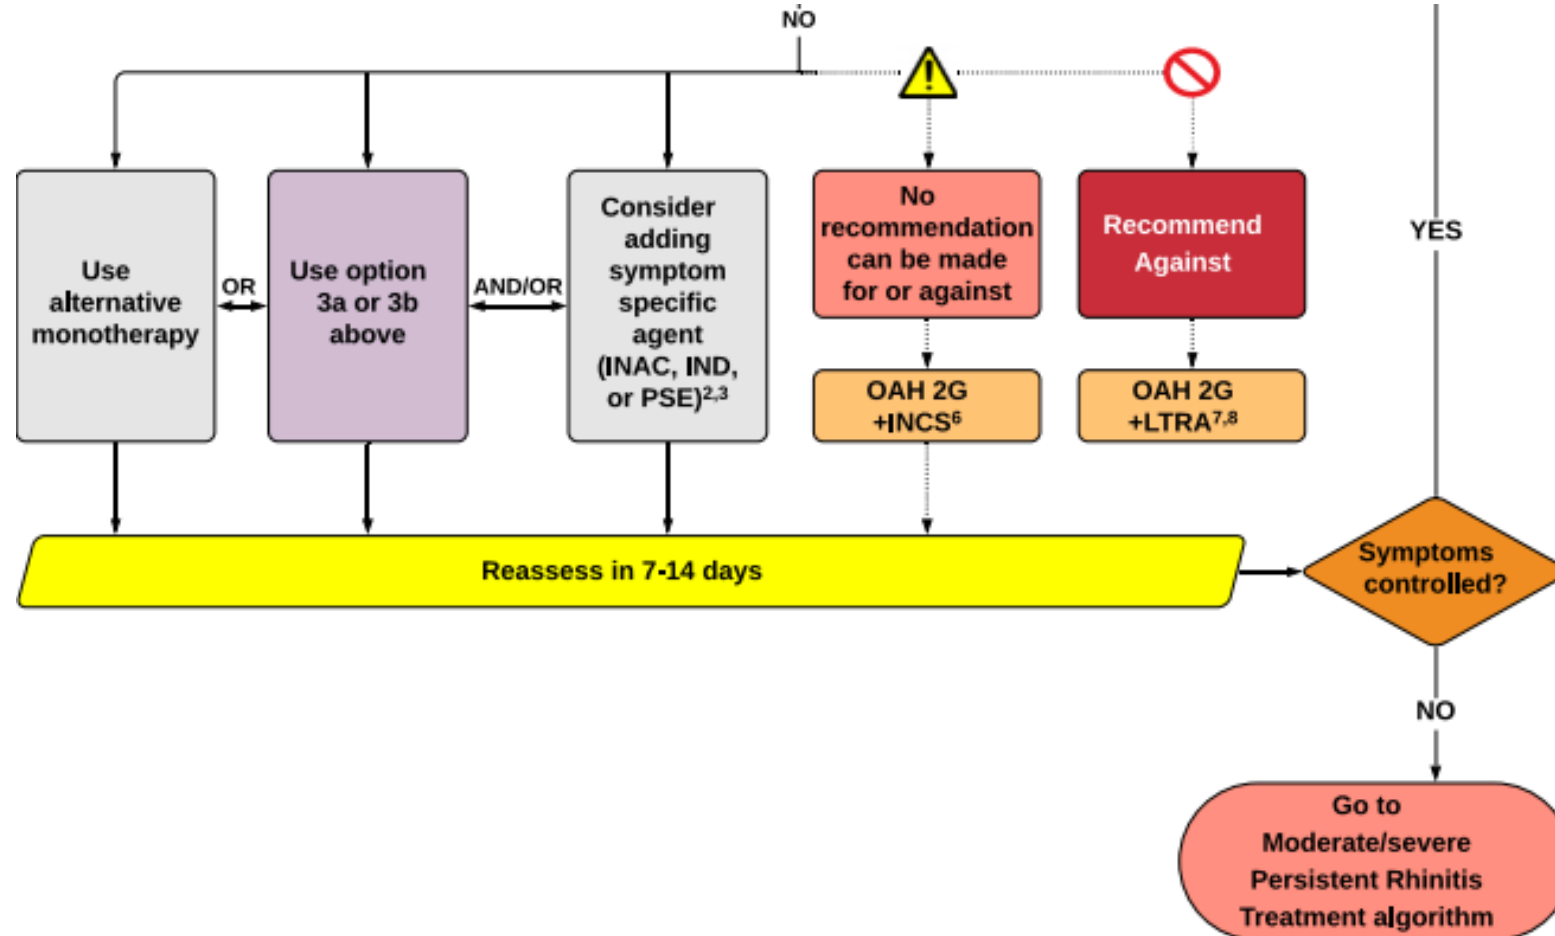 NO
Use
alternative
monotherapy
OR
Use option
3a or 3b
above
AND/OR
Consider
adding
symptom
specific
agent
(INAC, IND,
or PSE)2,3
No
recommendation
can be made
for or against
Recommend
Against
OAH 2G
+INCS6
OAH 2G
+LTRA7,8
YES
Reassess in 7-14 days
Symptoms
controlled?
NO
Go to
Moderate/severe
Persistent Rhinitis
Treatment algorithm